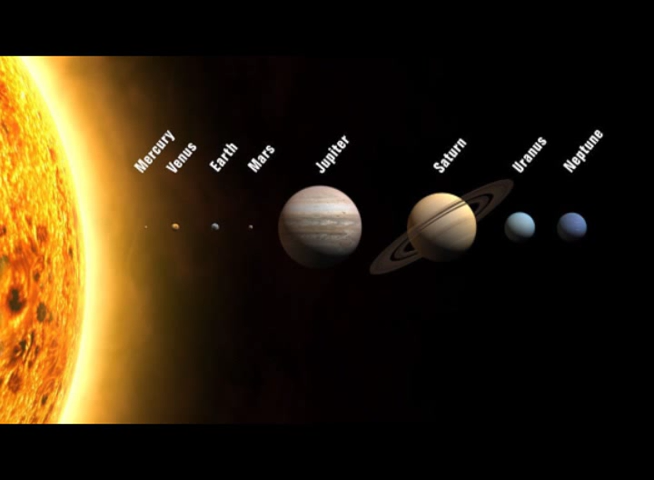 Mercury
Venus
Earth
Mars
Jupiter
Saturn
Uranus
Neptune